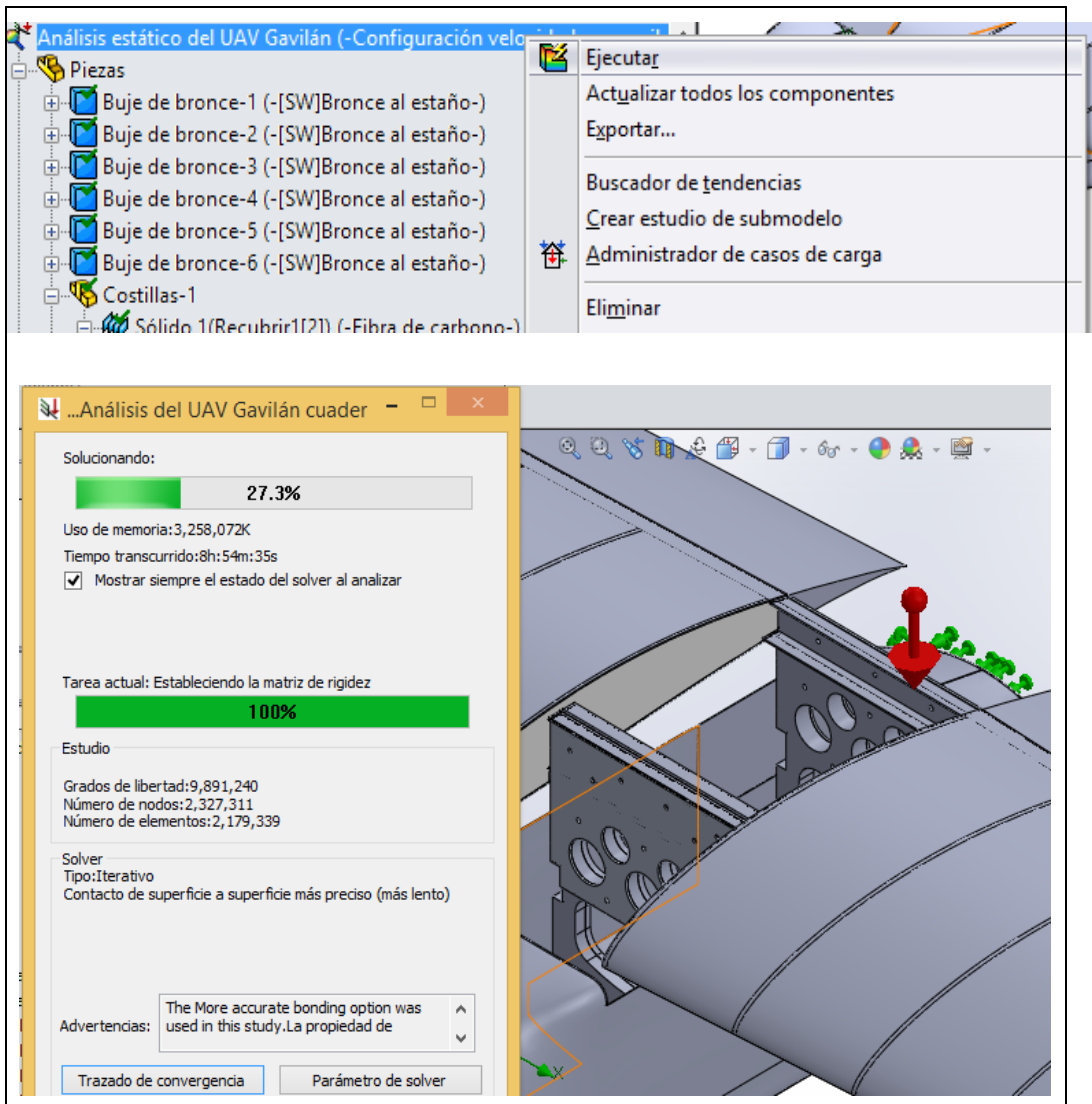 Análisis estático del UAV Gavilán (-Configuración
Piezas
Buje de bronce-1 (-[SW]Bronce al estaño-)
Buje de bronce-2 (-[SW]Bronce al estaño-)
Buje de bronce-3 (-[SW]Bronce al estaño-)
Buje de bronce-4 (-[SW]Bronce al estaño-)
Buje de bronce-5 (-[SW]Bronce al estaño-)
Buje de bronce-6 (-[SW]Bronce al estaño-)
Costillas-1
Sólido 1(Recubrir1[2]) (-Fibra de carbono-)
Ejecutar
Actualizar todos los componentes
Exportar...
Buscador de tendencias
Crear estudio de submodelo
Administrador de casos de carga
Eliminar
...Análisis del UAV Gavilán cuader
Solucionando:
27.3%
Uso de memoria:3,258,072K
Tiempo transcurrido:8h:54m:35s
Mostrar siempre el estado del solver al analizar
Tarea actual: Estableciendo la matriz de rigidez
100%
Estudio
Grados de libertad:9,891,240
Número de nodos:2,327,311
Número de elementos:2,179,339
Solver
Tipo:Iterativo
Contacto de superficie a superficie más preciso (más lento)
Advertencias:
The More accurate bonding option was
used in this study.La propiedad de
Trazado de convergencia
Parámetro de solver
X